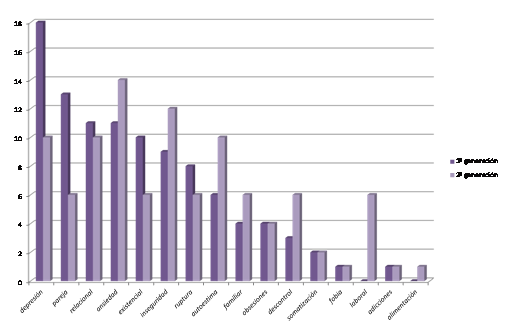 18
16
14
12
10
8
6
4
2
0
depresión
pareja
relacional
ansiedad
existencial
inseguridad
ruptura
autoestima
familiar
obsesiones
descontrol
somatización
fobia
laboral
adicciones
alimentación
generación
2ª generación